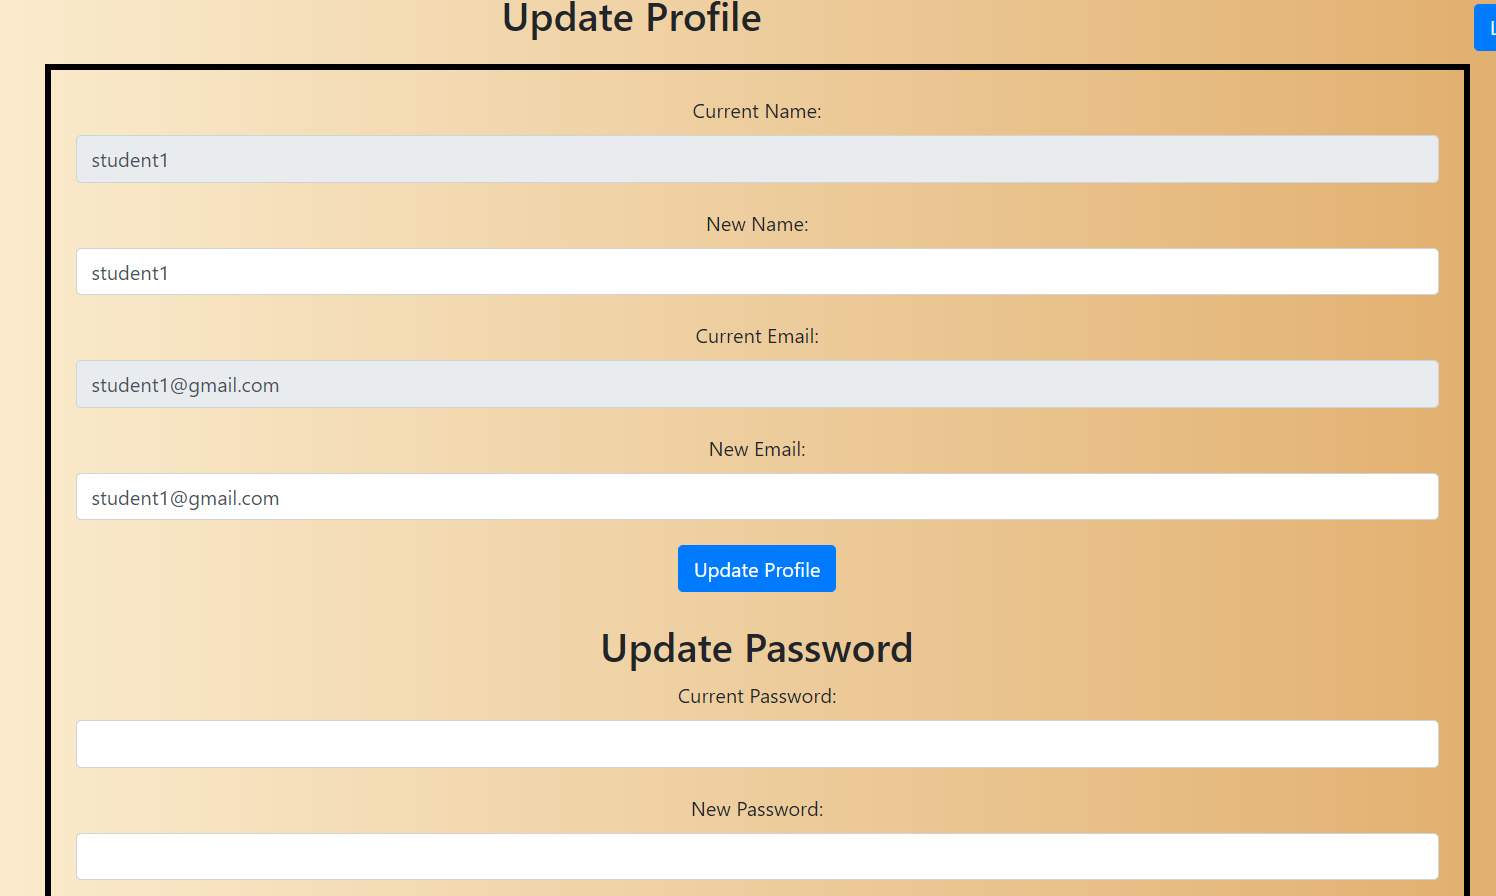 Update Profile
Current Name:
student1
New Name:
student1
Current Email:
student1@gmail.com
New Email:
student1@gmail.com
Update Profile
Update Password
Current Password:
New Password: